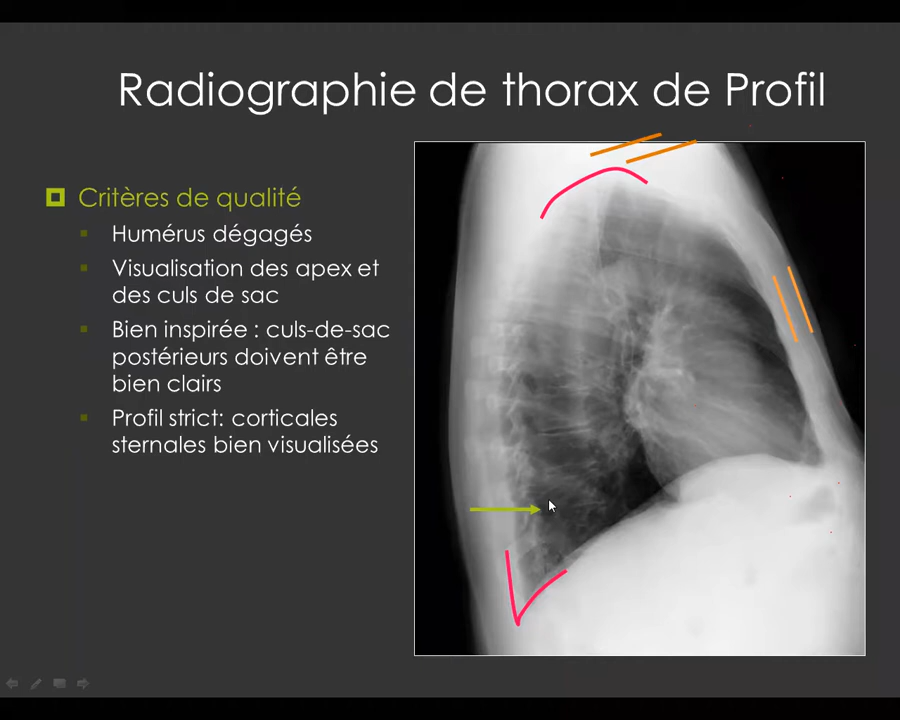 Radiographie de thorax de Profil
Critères de qualité
Humérus dégagés
Visualisation des apex et
des culs de sac
Bien inspirée : culs-de-sac
postérieurs doivent être
bien clairs
Profil strict: corticales
sternales bien visualisées